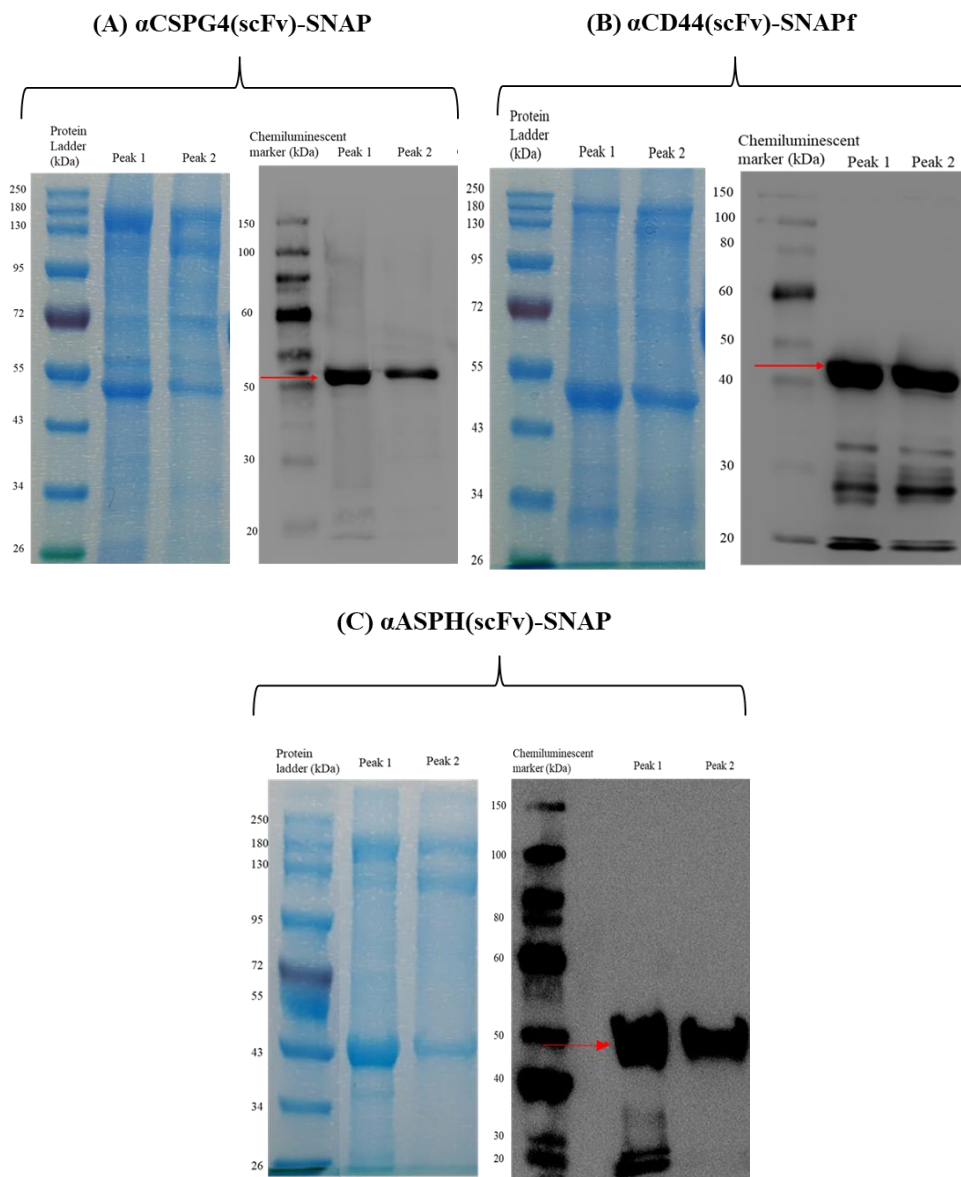 (A) αCSPG4(scFv)-SNAP
Protein
Ladder
(kDa)
Peak 1
Peak 2
250
180
130
95
72
55
43
34
26
Chemiluminescent
marker (kDa)
Peak 1
Peak 2
150
100
60
50
30
20
(B) αCD44(scFv)-SNAPf
Protein
Ladder
(kDa)
Peak 1
Peak 2
250
180
130
95
72
55
43
34
26
Chemiluminescent
marker (kDa)
Peak 1
Peak 2
150
100
80
60
50
40
30
20
(C) αASPH(scFv)-SNAP
Protein
ladder (kDa)
Peak 1
Peak 2
250
180
130
95
72
55
43
34
26
Chemiluminescent
marker (kDa)
Peak 1
Peak 2
150
100
80
60
50
40
30
20